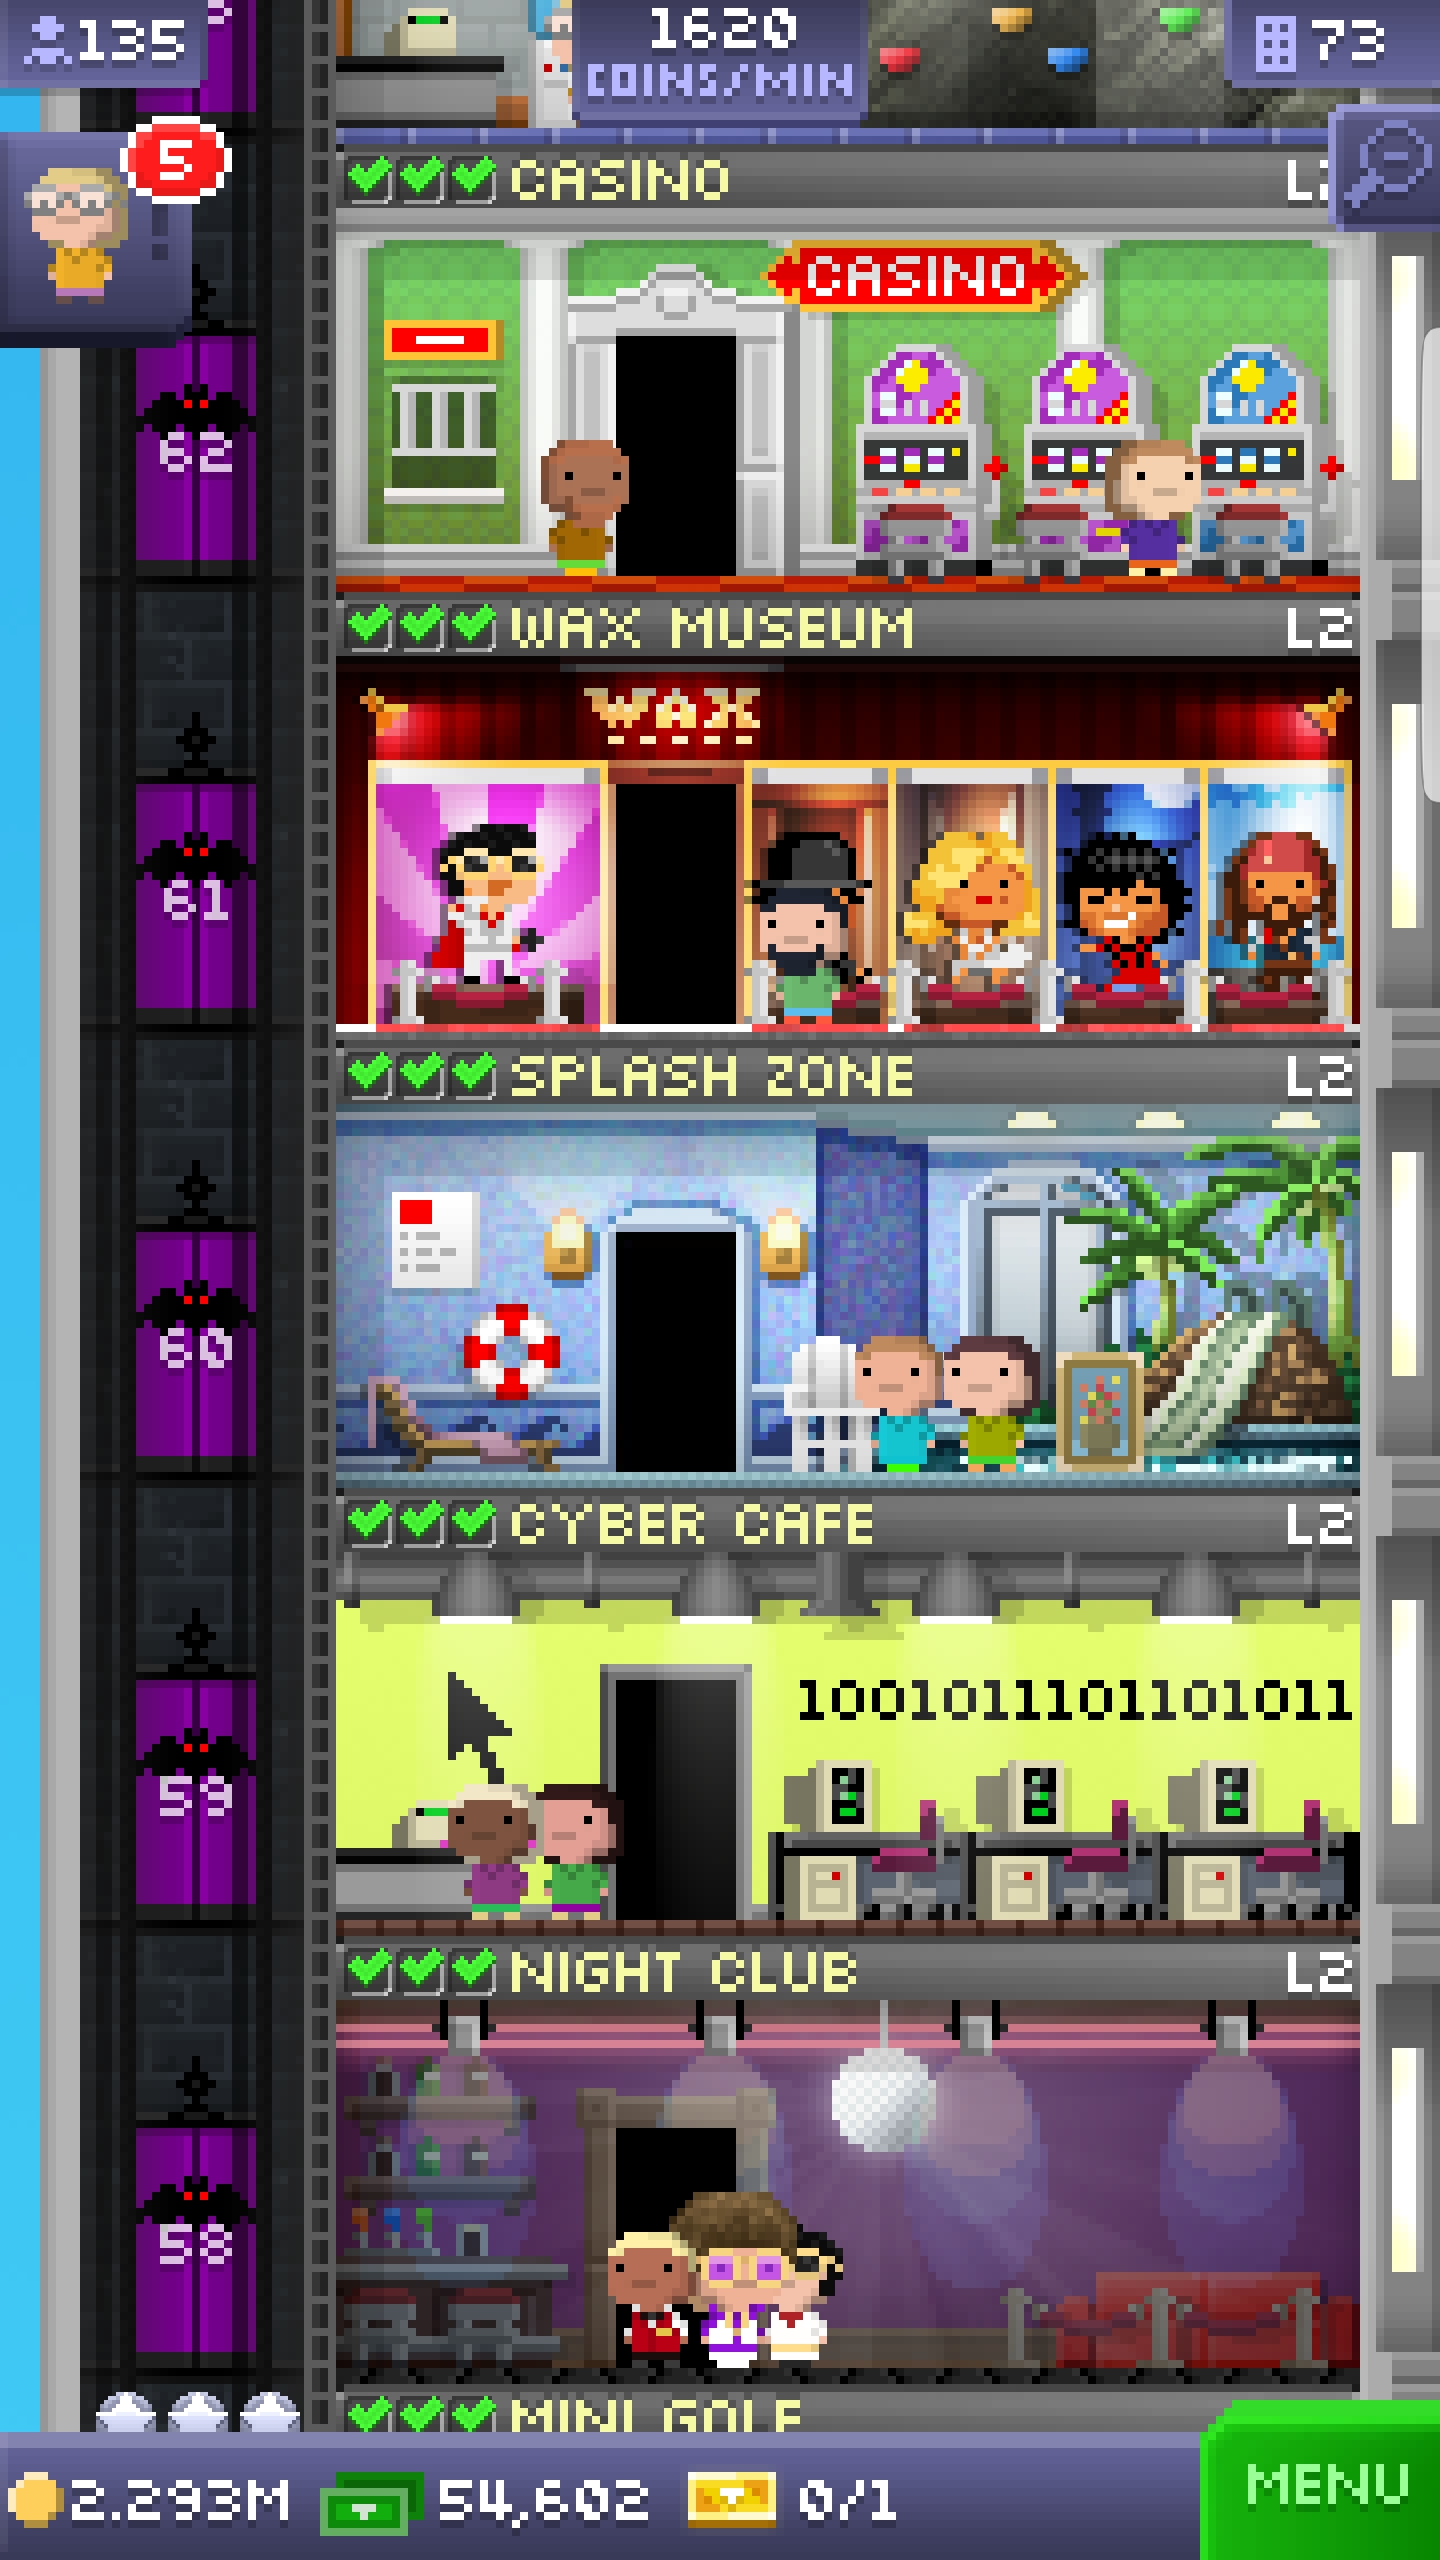 135
1620
COINS/MIN
73
5
CASINO
CASINO
62
WAX MUSEUM L2
WAX
61
SPLASH ZONE L2
60
CYBER CAFE L2
1001011101101011
59
NIGHT CLUB L2
58
MINI GOLF
2.293M 54,602 0/1
MENU